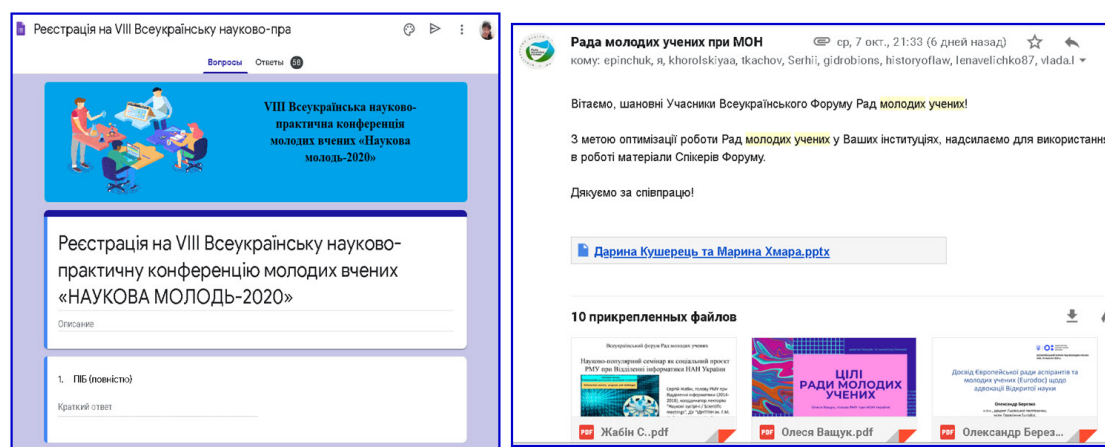 Реєстрація на VIII Всеукраїнську науково-пра
Вопросы Ответы 58
VIII Всеукраїнська науково-
практична конференція
молодих вчених «Наукова
молодь-2020»
Реєстрація на VIII Всеукраїнську науково-
практичну конференцію молодих вчених
«НАУКОВА МОЛОДЬ-2020»
Описание
1. ПІБ (повністю)
Краткий ответ
Рада молодих учених при МОН ср, 7 окт., 21:33 (6 дней назад)
кому: epinchuk, я, khorolskiyaa, tkachov, Serhii, gidrobions, historyoflaw, lenavelichko87, vlada.l
Вітаємо, шановні Учасники Всеукраїнського Форуму Рад молодих учених!
З метою оптимізації роботи Рад молодих учених у Ваших інституціях, надсилаємо для використання
в роботі матеріали Спікерів Форуму.
Дякуємо за співпрацю!
Дарина Кушерець та Марина Хмара.pptx
10 прикрепленных файлов
Всеукраїнський форум Рад молодих учених
Науково-популярний семінар як соціальний проєкт
РМУ при Відділенні інформатики НАН України
ЦІЛІ
РАДИ МОЛОДИХ
УЧЕНИХ
Досвід Європейської ради аспірантів та
молодих учених (Eurodoc) щодо
адвокації Відкритої науки
Олександр Березко
PDF Жабін С..pdf
PDF Олеся Ващук.pdf
PDF Олександр Берез...